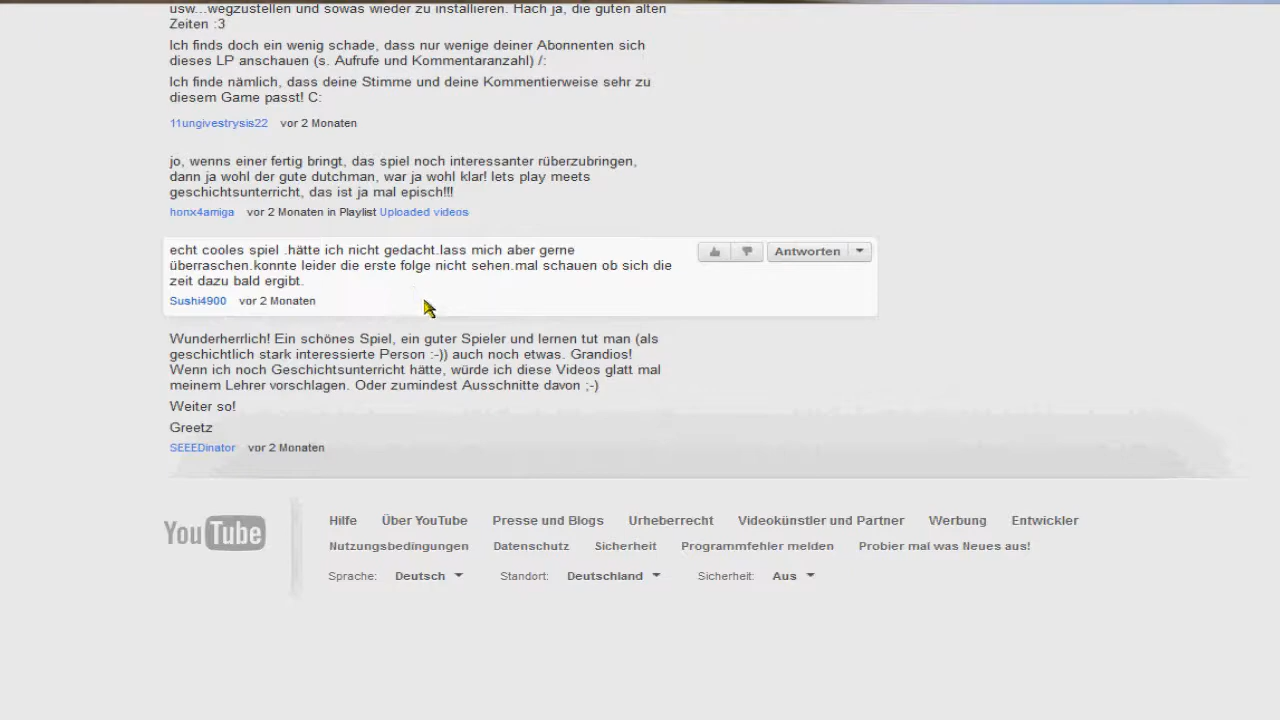 usw...wegzustellen und sowas wieder zu installieren. Hach ja, die guten alten
Zeiten :3
Ich finds doch ein wenig schade, dass nur wenige deiner Abonnenten sich
dieses LP anschauen (s. Aufrufe und Kommentaranzahl) /:
Ich finde nämlich, dass deine Stimme und deine Kommentierweise sehr zu
diesem Game passt! C:
11ungivestrysis22 vor 2 Monaten
jo, wenns einer fertig bringt, das spiel noch interessanter rüberzubringen,
dann ja wohl der gute dutchman, war ja wohl klar! lets play meets
geschichtsunterricht, das ist ja mal episch!!!
honx4amiga vor 2 Monaten in Playlist Uploaded videos
echt cooles spiel .hätte ich nicht gedacht.lass mich aber gerne
überraschen.konnte leider die erste folge nicht sehen.mal schauen ob sich die
zeit dazu bald ergibt.
Antworten
Sushi4900 vor 2 Monaten
Wunderherrlich! Ein schönes Spiel, ein guter Spieler und lernen tut man (als
geschichtlich stark interessierte Person :-)) auch noch etwas. Grandios!
Wenn ich noch Geschichtsunterricht hätte, würde ich diese Videos glatt mal
meinem Lehrer vorschlagen. Oder zumindest Ausschnitte davon ;-)
Weiter so!
Greetz
SEEEDinator vor 2 Monaten
YouTube
Hilfe Über YouTube Presse und Blogs Urheberrecht Videokünstler und Partner Werbung Entwickler
Nutzungsbedingungen Datenschutz Sicherheit Programmfehler melden Probier mal was Neues aus!
Sprache: Deutsch Standort: Deutschland Sicherheit: Aus